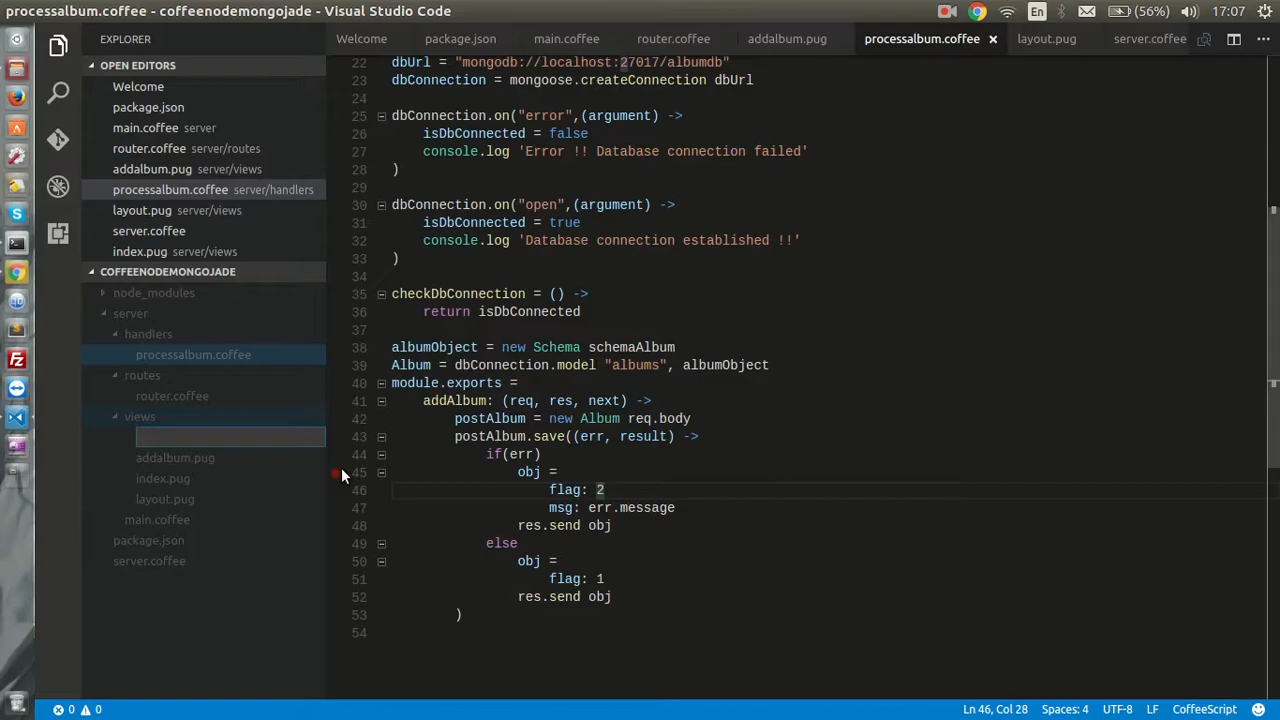 processalbum.coffee - coffeenodemongojade - Visual Studio Code
En
(56%)
17:07
EXPLORER
Welcome
package.json
main.coffee
router.coffee
addalbum.pug
processalbum.coffee
layout.pug
server.coffee
OPEN EDITORS
Welcome
package.json
main.coffee server
router.coffee server/routes
addalbum.pug server/views
processalbum.coffee server/handlers
layout.pug server/views
server.coffee
index.pug server/views
COFFEENODEMONGOJADE
node_modules
server
handlers
processalbum.coffee
routes
router.coffee
views
addalbum.pug
index.pug
layout.pug
main.coffee
package.json
server.coffee
22 dbUrl = "mongodb://localhost:27017/albumdb"
23 dbConnection = mongoose.createConnection dbUrl
24
25 dbConnection.on("error",(argument) ->
26 isDbConnected = false
27 console.log 'Error !! Database connection failed'
28 )
29
30 dbConnection.on("open",(argument) ->
31 isDbConnected = true
32 console.log 'Database connection established !!'
33 )
34
35 checkDbConnection = () ->
36 return isDbConnected
37
38 albumObject = new Schema schemaAlbum
39 Album = dbConnection.model "albums", albumObject
40 module.exports =
41 addAlbum: (req, res, next) ->
42 postAlbum = new Album req.body
43 postAlbum.save((err, result) ->
44 if(err)
45 obj =
46 flag: 2
47 msg: err.message
48 res.send obj
49 else
50 obj =
51 flag: 1
52 res.send obj
53 )
54
0 0
Ln 46, Col 28
Spaces: 4
UTF-8
LF
CoffeeScript